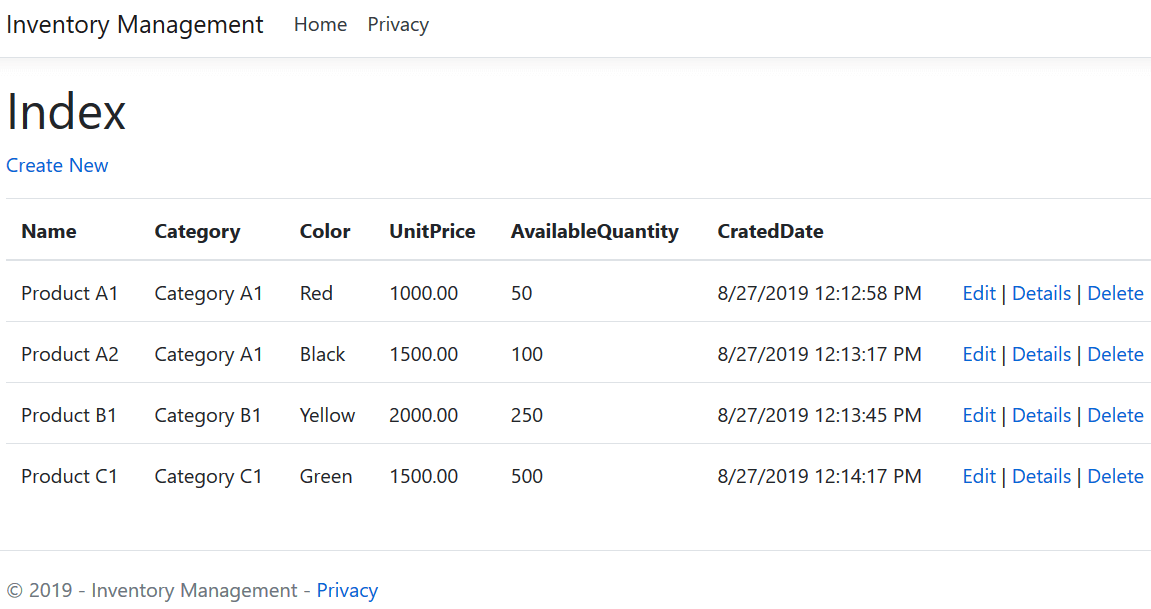 Inventory Management Home Privacy
Index
Create New
Name Category Color UnitPrice AvailableQuantity CratedDate
Product A1 Category A1 Red 1000.00 50 8/27/2019 12:12:58 PM Edit | Details | Delete
Product A2 Category A1 Black 1500.00 100 8/27/2019 12:13:17 PM Edit | Details | Delete
Product B1 Category B1 Yellow 2000.00 250 8/27/2019 12:13:45 PM Edit | Details | Delete
Product C1 Category C1 Green 1500.00 500 8/27/2019 12:14:17 PM Edit | Details | Delete
© 2019 - Inventory Management - Privacy